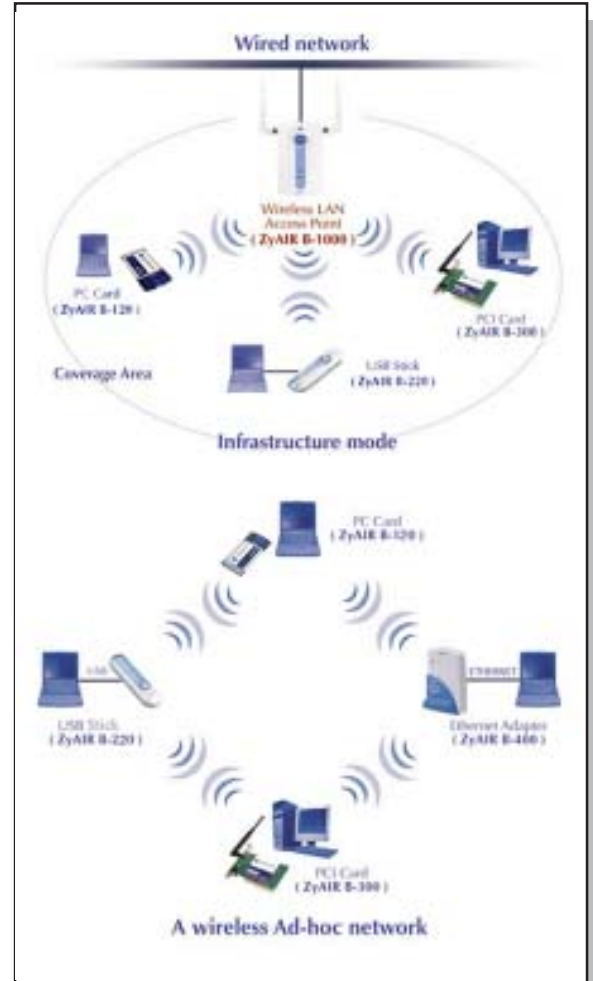 Wired network
Wireless LAN
Access Point
( ZyAIR B-1000 )
PC Card
( ZyAIR B-120 )
PCI Card
( ZyAIR B-300 )
Coverage Area
USB Stick
( ZyAIR B-220 )
Infrastructure mode
PC Card
( ZyAIR B-120 )
USB
ETHERNET
USB Stick
( ZyAIR B-220 )
Ethernet Adapter
( ZyAIR B-400 )
PCI Card
( ZyAIR B-300 )
A wireless Ad-hoc network